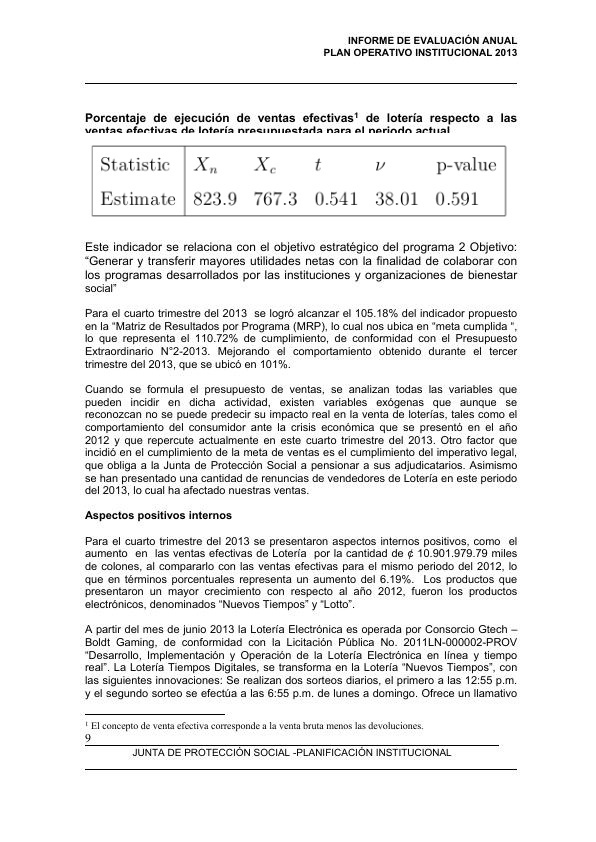 INFORME DE EVALUACIÓN ANUAL
PLAN OPERATIVO INSTITUCIONAL 2013
Porcentaje de ejecución de ventas efectivas¹ de lotería respecto a las
ventas efectivas de lotería presupuestada para el periodo actual
Statistic Xn Xc t ν p-value
Estimate 823.9 767.3 0.541 38.01 0.591
Este indicador se relaciona con el objetivo estratégico del programa 2 Objetivo:
“Generar y transferir mayores utilidades netas con la finalidad de colaborar con
los programas desarrollados por las instituciones y organizaciones de bienestar
social”
Para el cuarto trimestre del 2013 se logró alcanzar el 105.18% del indicador propuesto
en la “Matriz de Resultados por Programa (MRP), lo cual nos ubica en “meta cumplida “,
lo que representa el 110.72% de cumplimiento, de conformidad con el Presupuesto
Extraordinario N°2-2013. Mejorando el comportamiento obtenido durante el tercer
trimestre del 2013, que se ubicó en 101%.
Cuando se formula el presupuesto de ventas, se analizan todas las variables que
pueden incidir en dicha actividad, existen variables exógenas que aunque se
reconozcan no se puede predecir su impacto real en la venta de loterías, tales como el
comportamiento del consumidor ante la crisis económica que se presentó en el año
2012 y que repercute actualmente en este cuarto trimestre del 2013. Otro factor que
incidió en el cumplimiento de la meta de ventas es el cumplimiento del imperativo legal,
que obliga a la Junta de Protección Social a pensionar a sus adjudicatarios. Asimismo
se han presentado una cantidad de renuncias de vendedores de Lotería en este periodo
del 2013, lo cual ha afectado nuestras ventas.
Aspectos positivos internos
Para el cuarto trimestre del 2013 se presentaron aspectos internos positivos, como el
aumento en las ventas efectivas de Lotería por la cantidad de ¢ 10.901.979.79 miles
de colones, al compararlo con las ventas efectivas para el mismo periodo del 2012, lo
que en términos porcentuales representa un aumento del 6.19%. Los productos que
presentaron un mayor crecimiento con respecto al año 2012, fueron los productos
electrónicos, denominados “Nuevos Tiempos” y “Lotto”.
A partir del mes de junio 2013 la Lotería Electrónica es operada por Consorcio Gtech –
Boldt Gaming, de conformidad con la Licitación Pública No. 2011LN-000002-PROV
“Desarrollo, Implementación y Operación de la Lotería Electrónica en línea y tiempo
real”. La Lotería Tiempos Digitales, se transforma en la Lotería “Nuevos Tiempos”, con
las siguientes innovaciones: Se realizan dos sorteos diarios, el primero a las 12:55 p.m.
y el segundo sorteo se efectúa a las 6:55 p.m. de lunes a domingo. Ofrece un llamativo
¹ El concepto de venta efectiva corresponde a la venta bruta menos las devoluciones.
9
JUNTA DE PROTECCIÓN SOCIAL -PLANIFICACIÓN INSTITUCIONAL